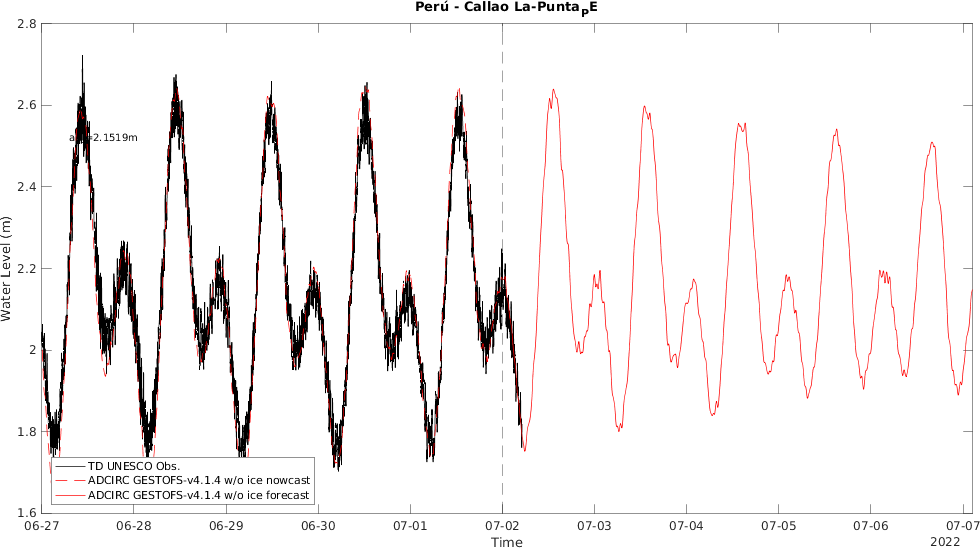 Perú - Callao La-PuntapE
2.8
2.6
2.4
2.2
2
1.8
1.6
Water Level (m)
=2.1519m
TD UNESCO Obs.
ADCIRC GESTOFS-v4.1.4 w/o ice nowcast
ADCIRC GESTOFS-v4.1.4 w/o ice forecast
06-27 06-28 06-29 06-30 07-01 07-02 07-03 07-04 07-05 07-06 07-07
Time
2022